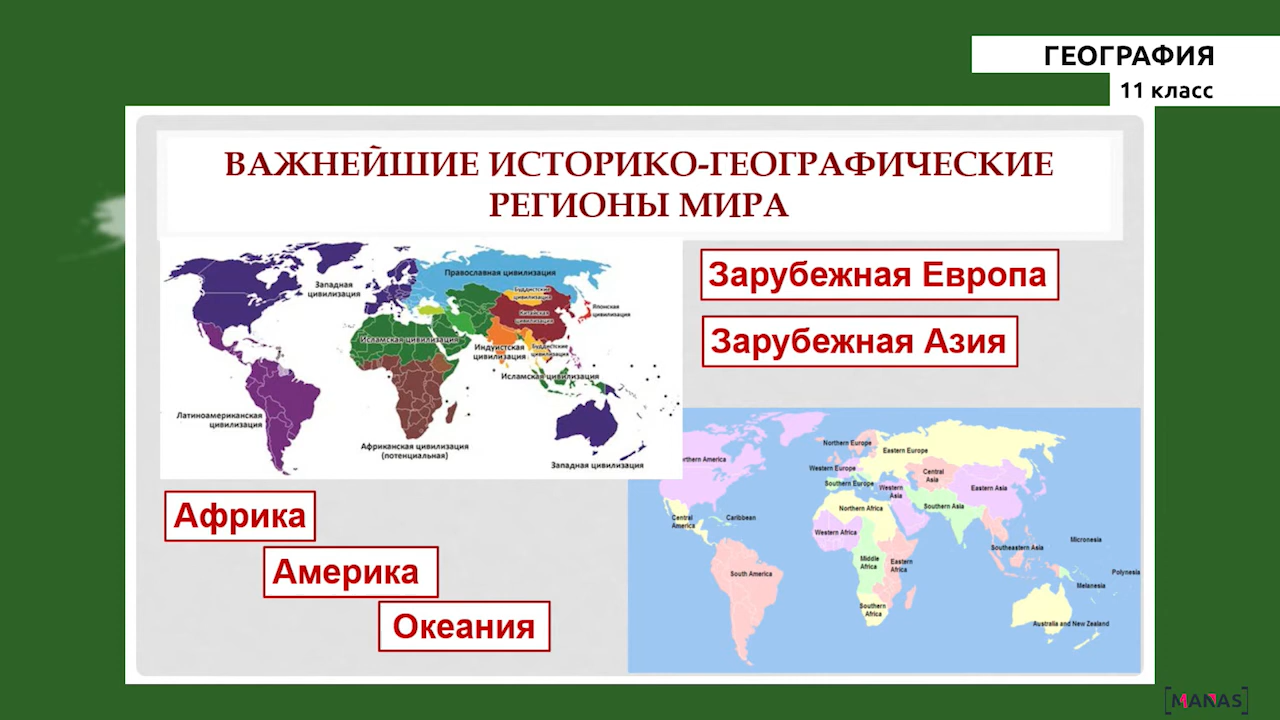 ГЕОГРАФИЯ
11 класс
ВАЖНЕЙШИЕ ИСТОРИКО-ГЕОГРАФИЧЕСКИЕ
РЕГИОНЫ МИРА
Православная цивилизация
Западная
цивилизация
Буддистская
цивилизация
Китайская
цивилизация
Японская
цивилизация
Исламская цивилизация
Индуистская
цивилизация
Буддистские
цивилизации
Исламская цивилизация
Латиноамериканская
цивилизация
Африканская цивилизация
(потенциальная)
Западная цивилизация
Зарубежная Европа
Зарубежная Азия
Northern Europe
Eastern Europe
rthern America
Western Europe
Central
Asia
Southern Europe
Western
Asia
Eastern Asia
Northern Africa
Southern Asia
Central
America
Caribbean
Western Africa
Micronesia
Southeastern Asia
Middle
Africa
Eastern
Africa
South America
Polynesia
Melanesia
Southern
Africa
Australia and New Zealand
Африка
Америка
Океания
MANAS